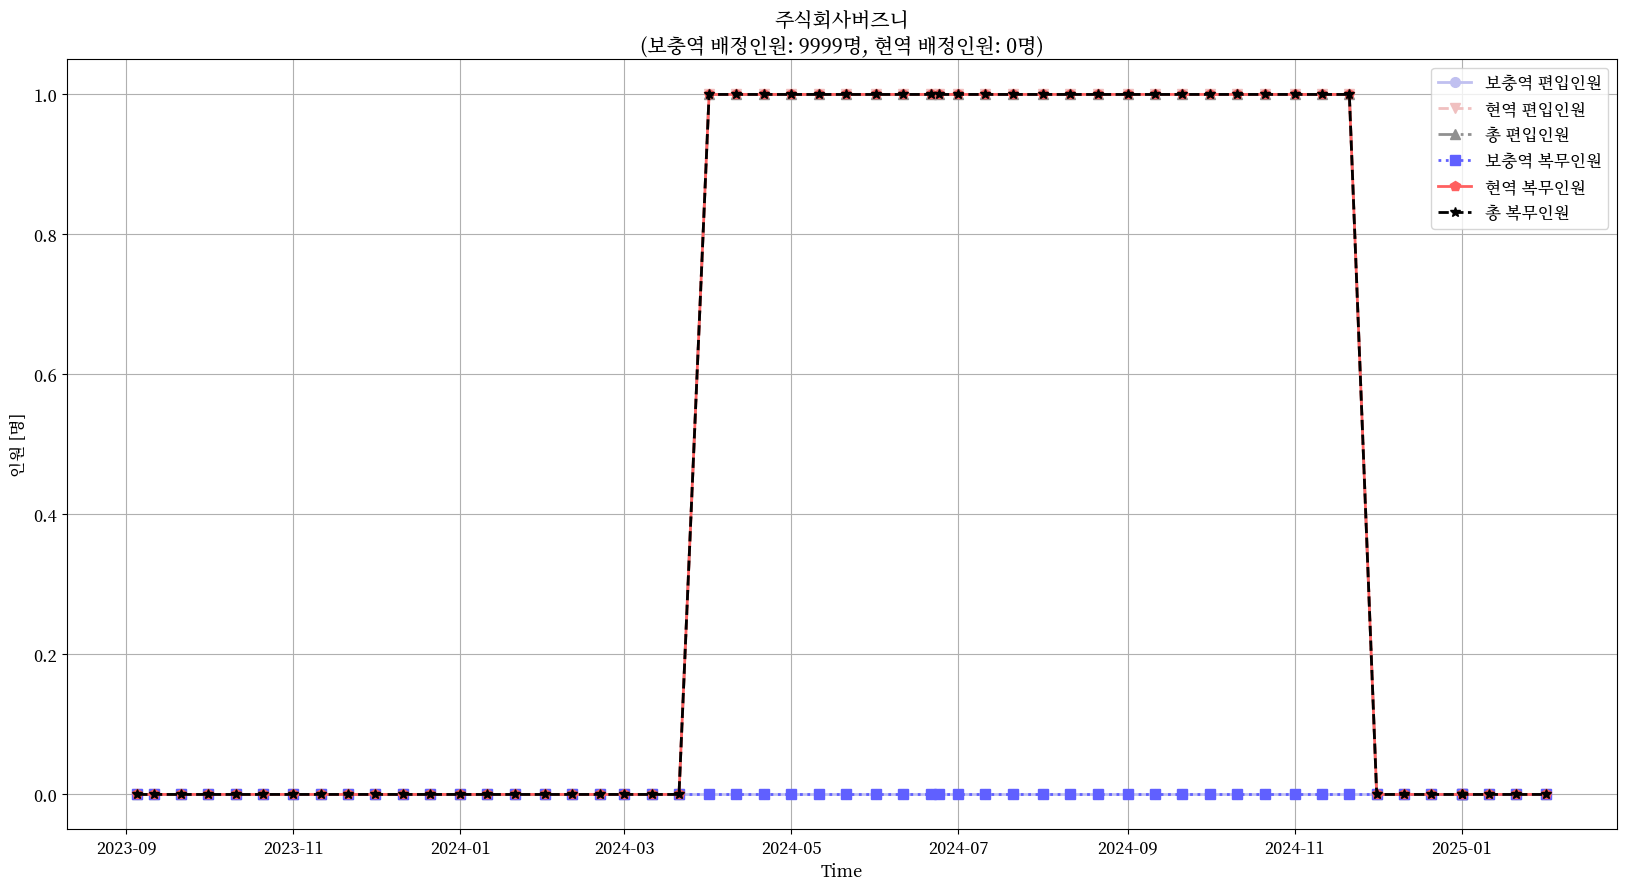 주식회사버즈니
(보충역 배정인원: 9999명, 현역 배정인원: 0명)
보충역 편입인원
현역 편입인원
총 편입인원
보충역 복무인원
현역 복무인원
총 복무인원
인원 [명]
1.0
0.8
0.6
0.4
0.2
0.0
2023-09
2023-11
2024-01
2024-03
2024-05
2024-07
2024-09
2024-11
2025-01
Time